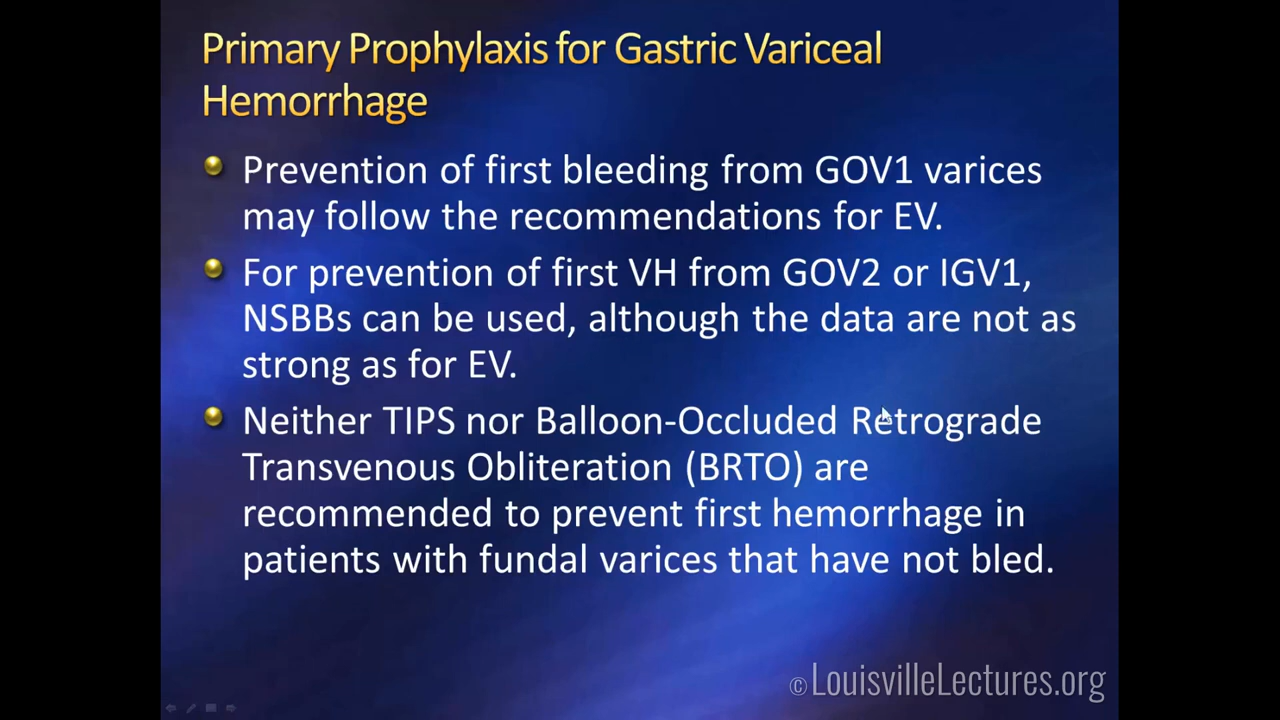 Primary Prophylaxis for Gastric Variceal
Hemorrhage
Prevention of first bleeding from GOV1 varices
may follow the recommendations for EV.
For prevention of first VH from GOV2 or IGV1,
NSBBs can be used, although the data are not as
strong as for EV.
Neither TIPS nor Balloon-Occluded Retrograde
Transvenous Obliteration (BRTO) are
recommended to prevent first hemorrhage in
patients with fundal varices that have not bled.
© LouisvilleLectures.org